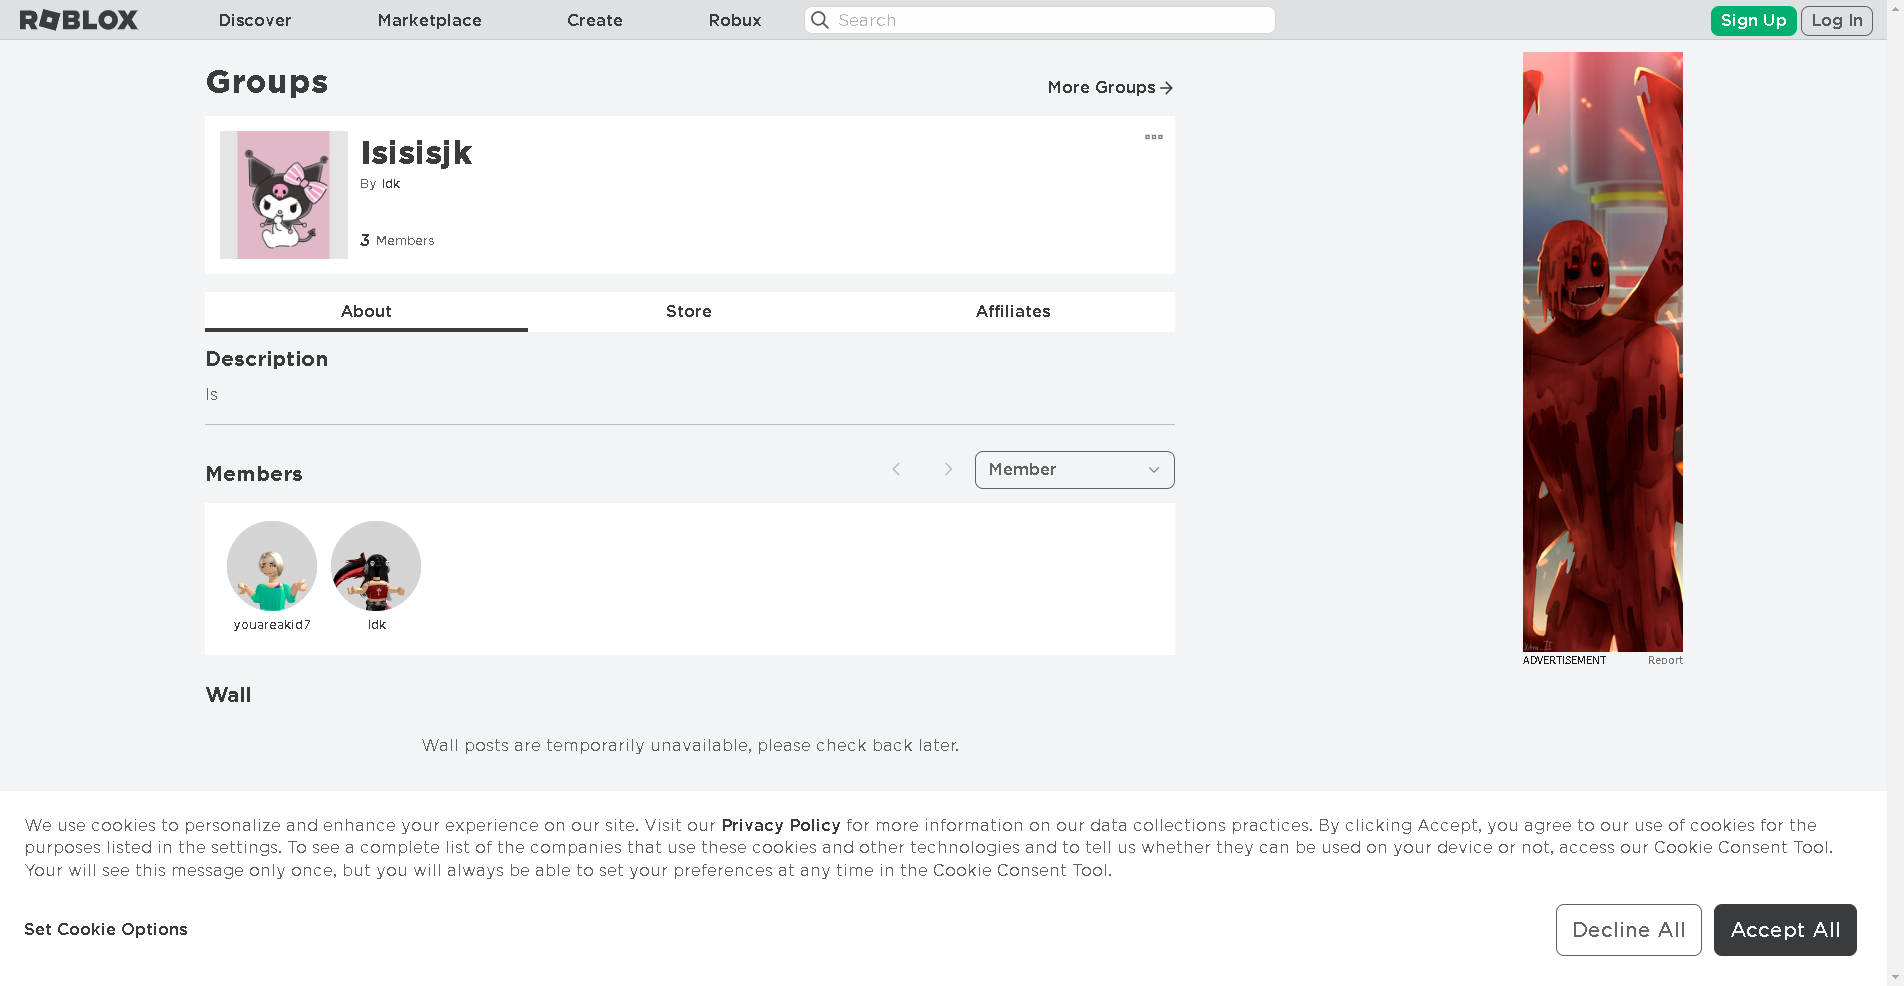 ROBLOX Discover Marketplace Create Robux Search Sign Up Log In
Groups
More Groups
Isisisjk
By Idk
3 Members
About Store Affiliates
Description
Is
Members
Member
youareakid7 Idk
Wall
Wall posts are temporarily unavailable, please check back later.
ADVERTISEMENT Report
We use cookies to personalize and enhance your experience on our site. Visit our Privacy Policy for more information on our data collections practices. By clicking Accept, you agree to our use of cookies for the
purposes listed in the settings. To see a complete list of the companies that use these cookies and other technologies and to tell us whether they can be used on your device or not, access our Cookie Consent Tool.
Your will see this message only once, but you will always be able to set your preferences at any time in the Cookie Consent Tool.
Set Cookie Options
Decline All Accept All